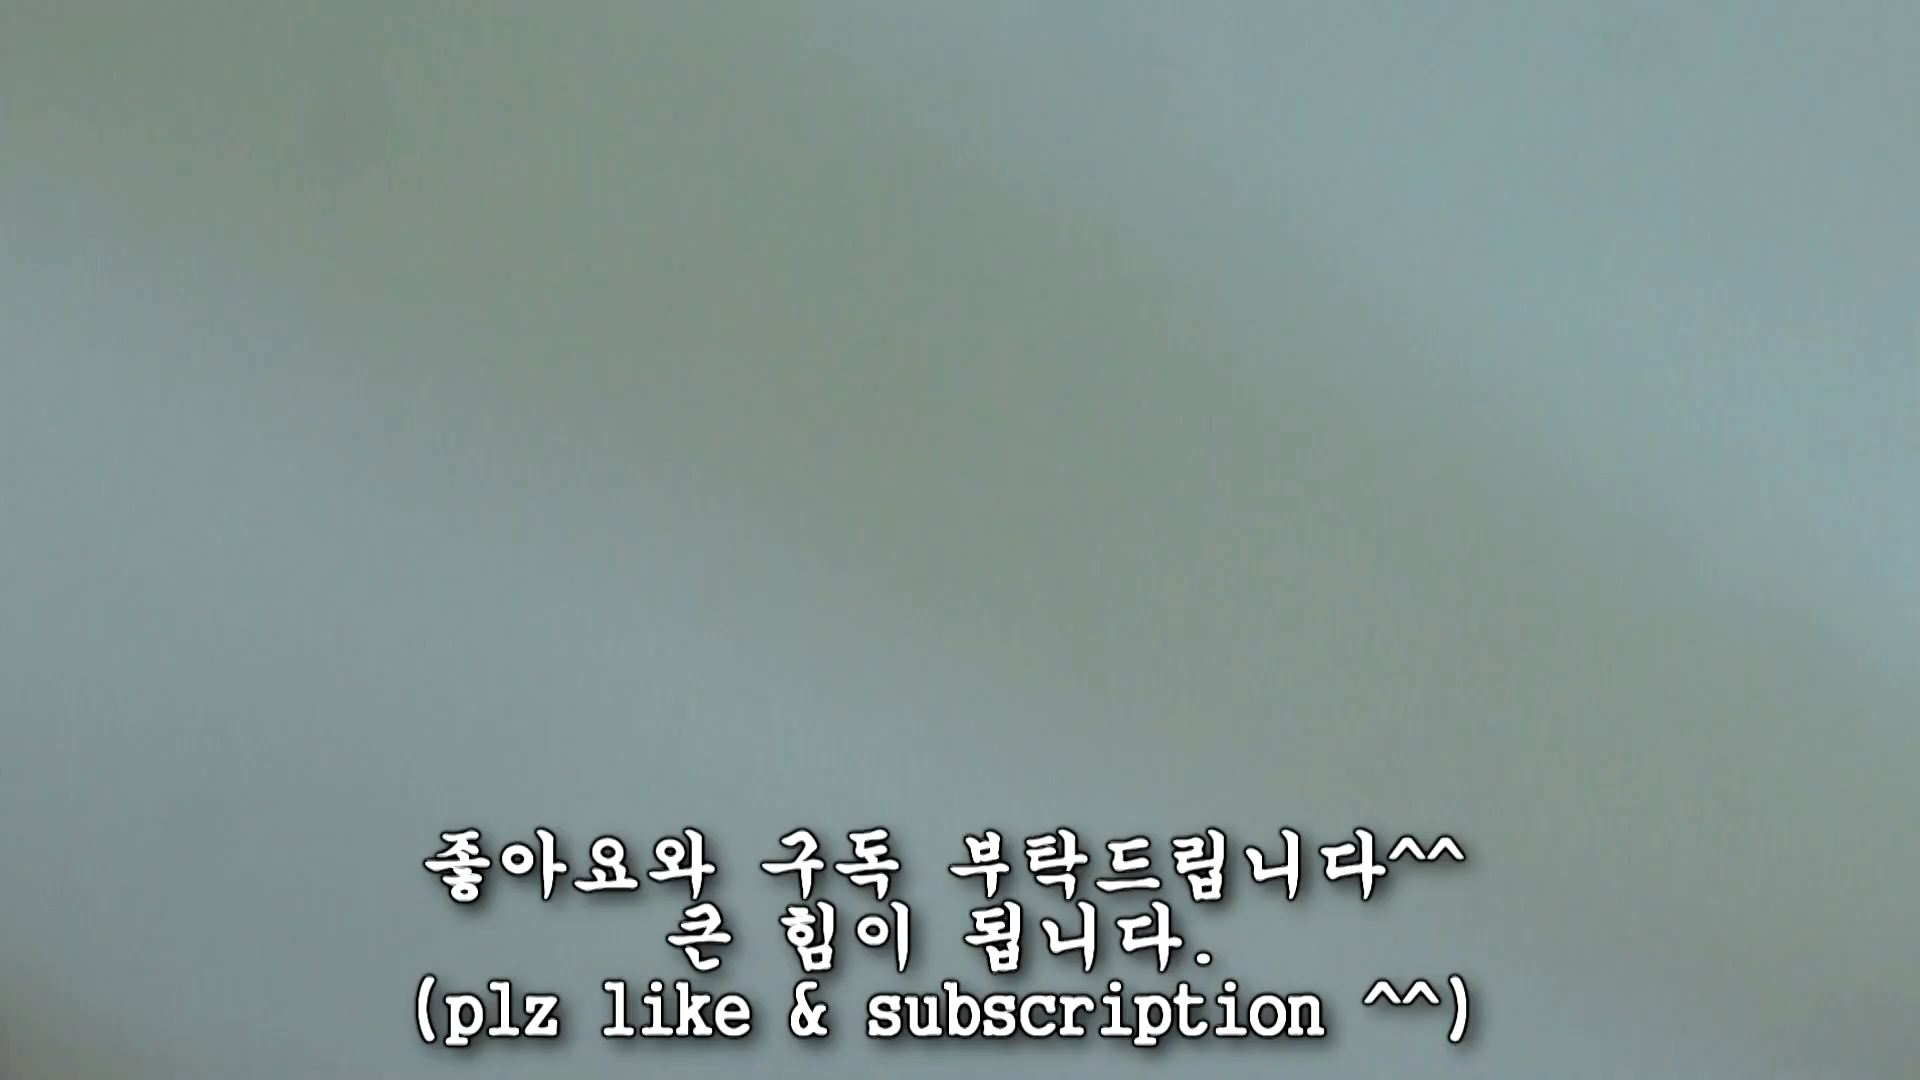 좋아요와 구독 부탁드립니다^^
큰 힘이 됩니다.
(plz like & subscription ^^)